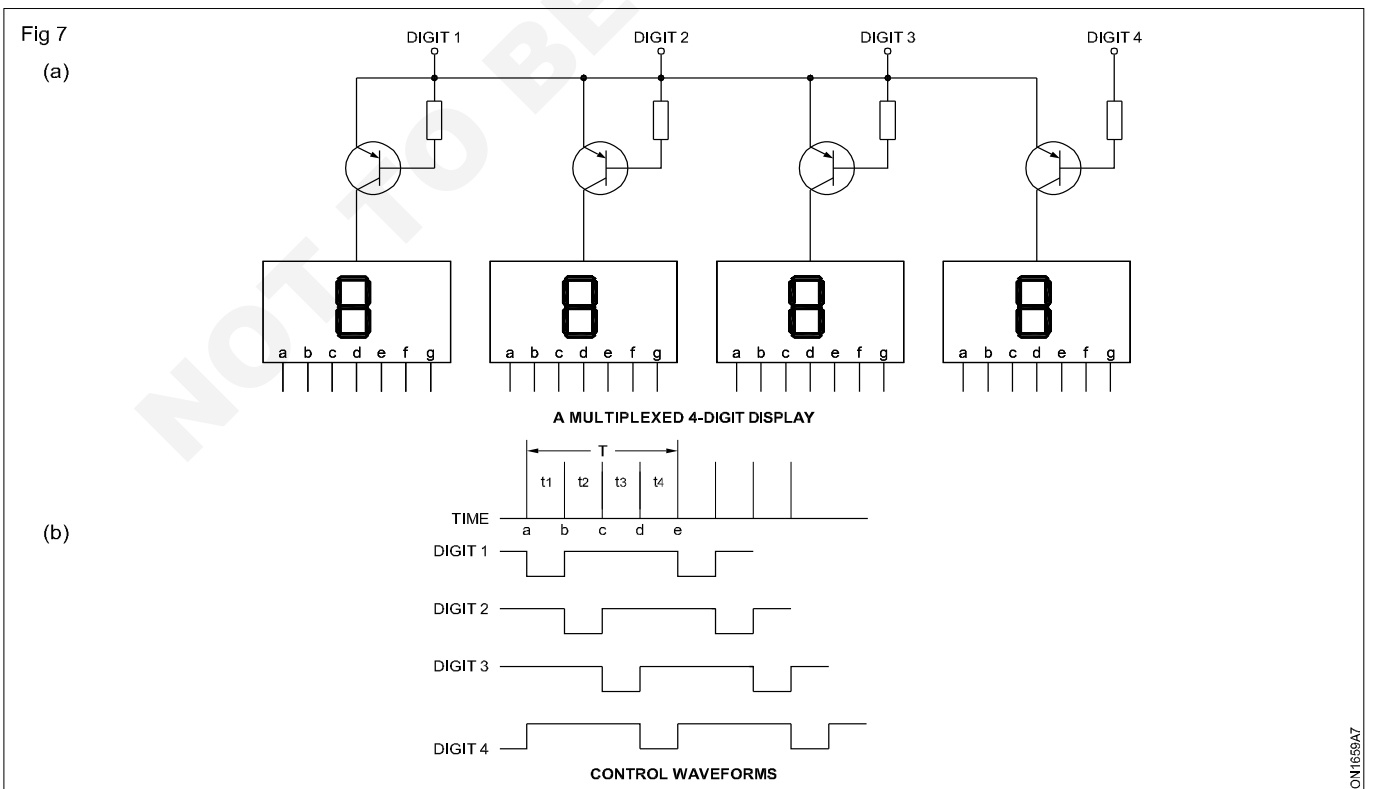 Fig 7
(a)
DIGIT 1 DIGIT 2 DIGIT 3 DIGIT 4
a b c d e f g a b c d e f g a b c d e f g a b c d e f g
A MULTIPLEXED 4-DIGIT DISPLAY
T
t1 t2 t3 t4
TIME
a b c d e
(b)
DIGIT 1
DIGIT 2
DIGIT 3
DIGIT 4
CONTROL WAVEFORMS
ON1659A7
NOT TO BE